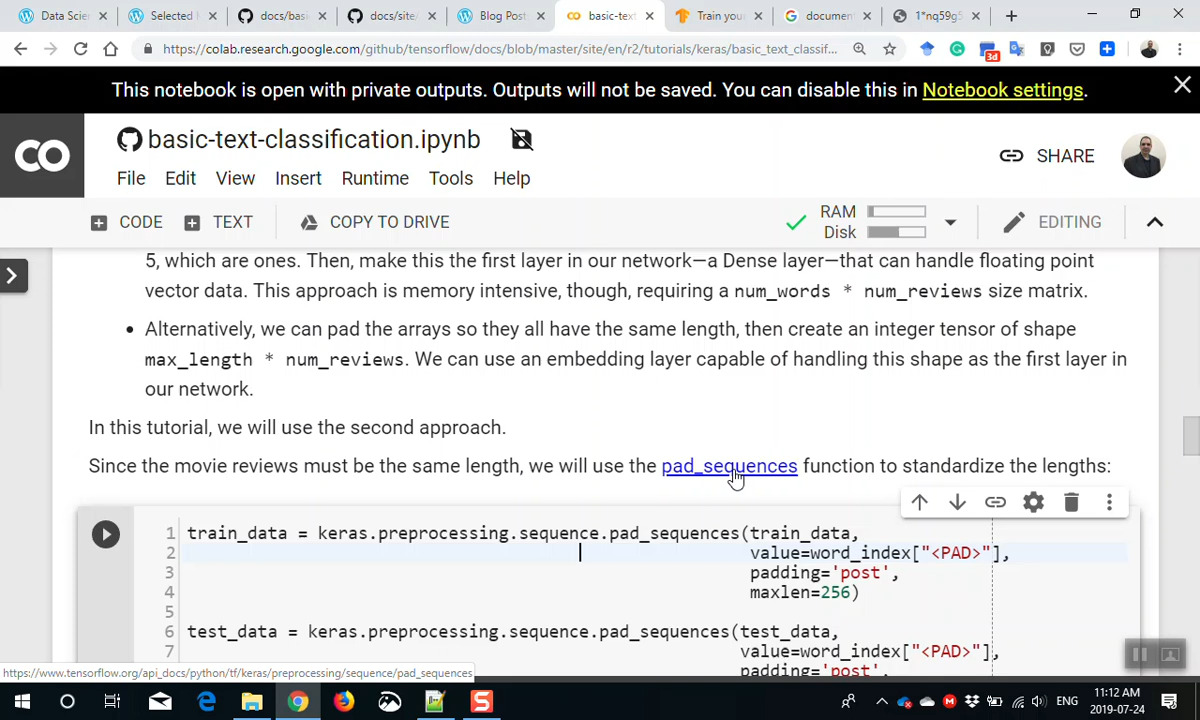 Data Scien
Selected M
docs/basi
docs/site/
Blog Post
basic-text
Train your
document
1*nq59g5
https://colab.research.google.com/github/tensorflow/docs/blob/master/site/en/r2/tutorials/keras/basic_text_classif...
3d
This notebook is open with private outputs. Outputs will not be saved. You can disable this in Notebook settings.
CO
basic-text-classification.ipynb
SHARE
File Edit View Insert Runtime Tools Help
CODE TEXT COPY TO DRIVE
RAM
Disk
EDITING
5, which are ones. Then, make this the first layer in our network—a Dense layer—that can handle floating point
vector data. This approach is memory intensive, though, requiring a num_words * num_reviews size matrix.
• Alternatively, we can pad the arrays so they all have the same length, then create an integer tensor of shape
max_length * num_reviews. We can use an embedding layer capable of handling this shape as the first layer in
our network.
In this tutorial, we will use the second approach.
Since the movie reviews must be the same length, we will use the pad_sequences function to standardize the lengths:
1 train_data = keras.preprocessing.sequence.pad_sequences(train_data,
2 value=word_index["<PAD>"],
3 padding='post',
4 maxlen=256)
5
6 test_data = keras.preprocessing.sequence.pad_sequences(test_data,
7 value=word_index["<PAD>"],
padding='post',
https://www.tensorflow.org/api_docs/python/tf/keras/preprocessing/sequence/pad_sequences
ENG
11:12 AM
2019-07-24